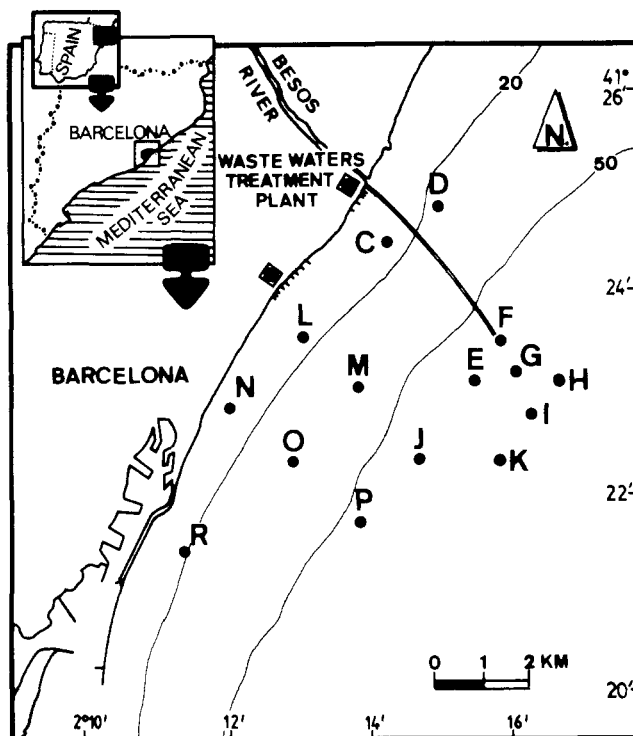 SPAIN
BARCELONA
MEDITERRANEAN
SEA
BESOS
RIVER
WASTE WATERS
TREATMENT
PLANT
20
50
N
41°
26'
D
C
24'
F
L
E
G
H
M
I
BARCELONA
N
O
J
K
22'
P
R
0 1 2 KM
20'
2°10' 12' 14' 16'